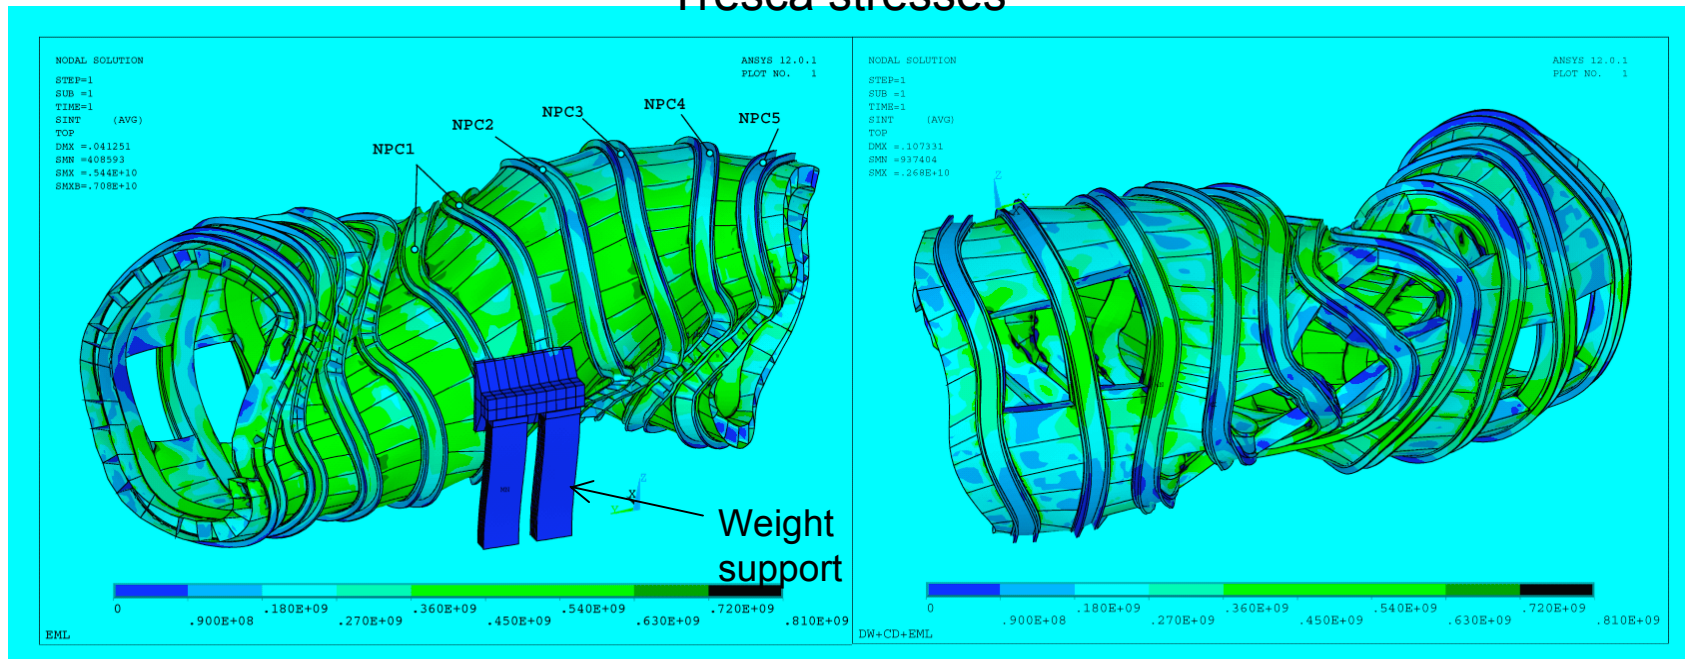 Tresca stresses
NODAL SOLUTION
STEP=1
SUB =1
TIME=1
SINT (AVG)
TOP
DMX =.041251
SMN =408593
SMX =.544E+10
SMXB=.708E+10
ANSYS 12.0.1
PLOT NO. 1
NPC1
NPC2
NPC3
NPC4
NPC5
X
Y
Z
Weight
support
0
.900E+08
.180E+09
.270E+09
.360E+09
.450E+09
.540E+09
.630E+09
.720E+09
.810E+09
EML
NODAL SOLUTION
STEP=1
SUB =1
TIME=1
SINT (AVG)
TOP
DMX =.107331
SMN =937404
SMX =.268E+10
ANSYS 12.0.1
PLOT NO. 1
Z
Y
X
0
.900E+08
.180E+09
.270E+09
.360E+09
.450E+09
.540E+09
.630E+09
.720E+09
.810E+09
DW+CD+EML